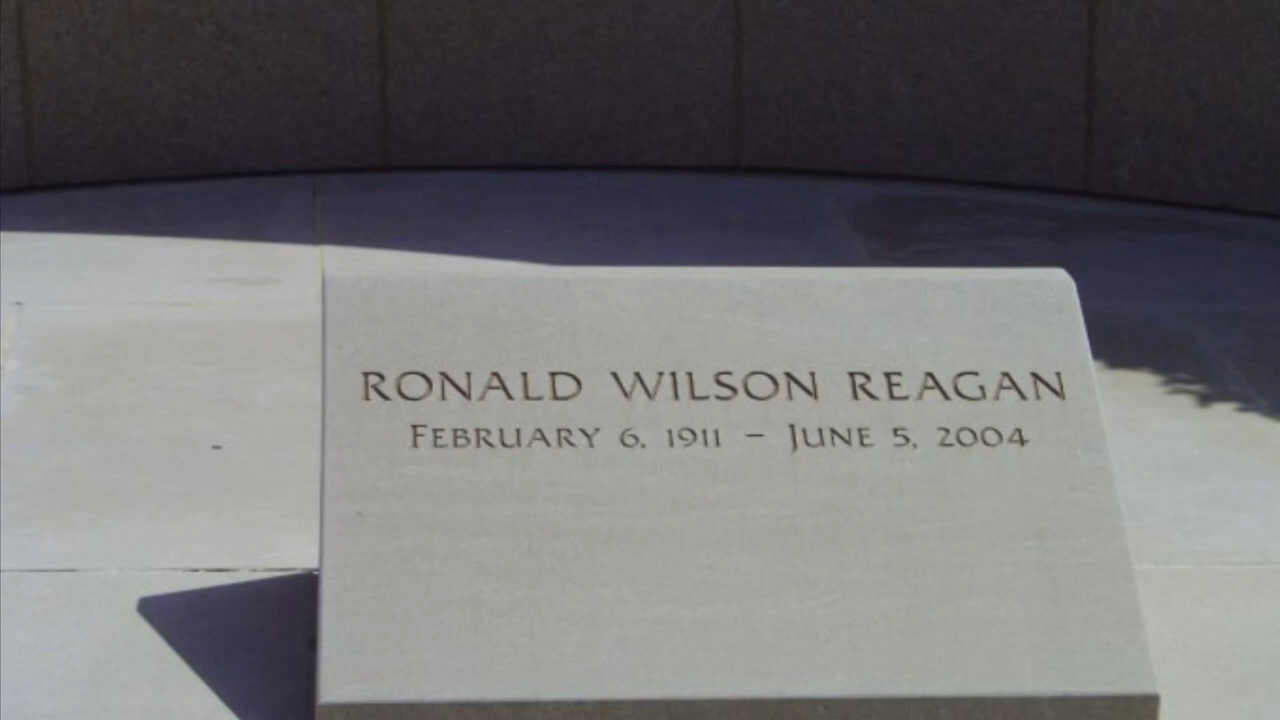 RONALD WILSON REAGAN
FEBRUARY 6, 1911 – JUNE 5, 2004